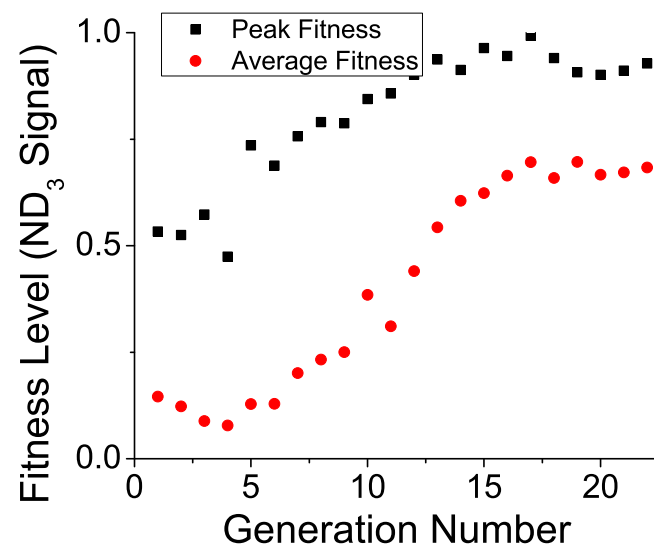 1.0
Peak Fitness
Average Fitness
0.5
0.0
0 5 10 15 20
Generation Number
Fitness Level (ND₃ Signal)